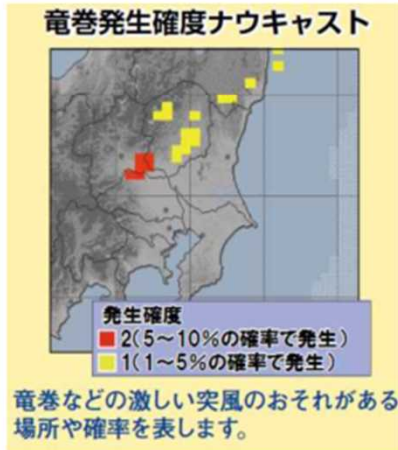 竜巻発生確度ナウキャスト
発生確度
2(5～10%の確率で発生)
1(1～5%の確率で発生)
竜巻などの激しい突風のおそれがある
場所や確率を表します。